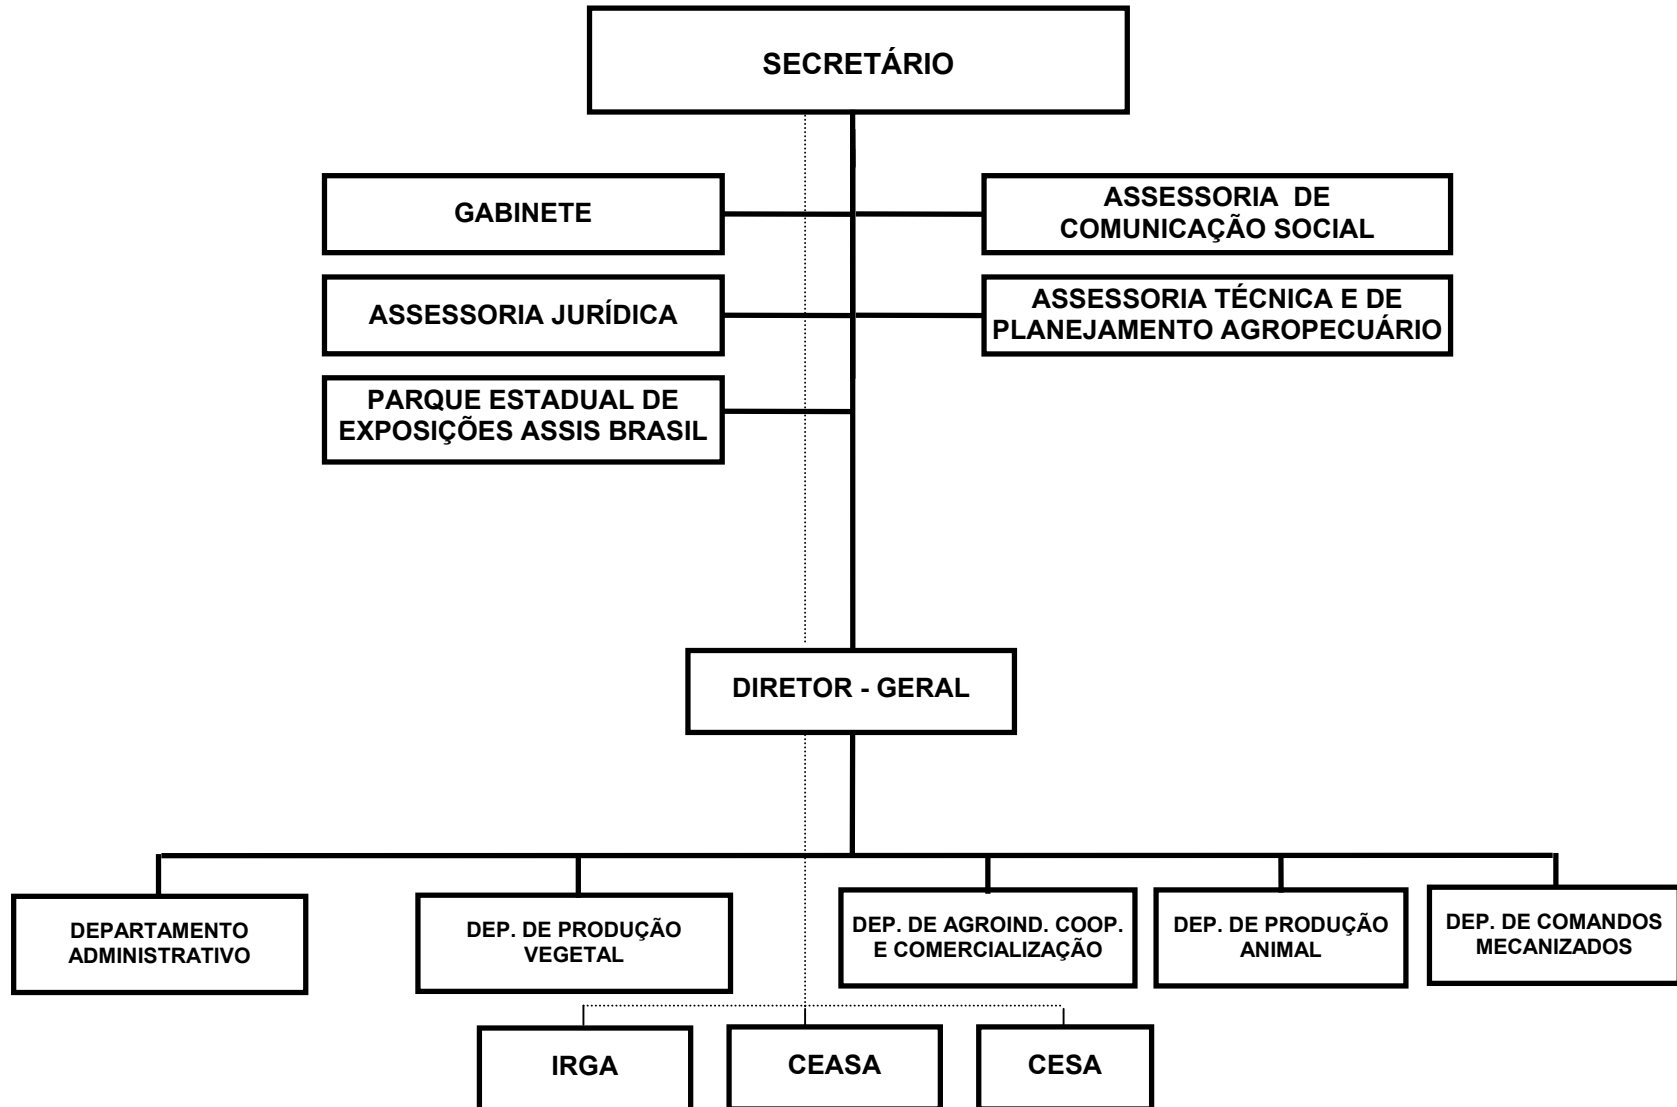 SECRETÁRIO
GABINETE
ASSESSORIA DE
COMUNICAÇÃO SOCIAL
ASSESSORIA JURÍDICA
ASSESSORIA TÉCNICA E DE
PLANEJAMENTO AGROPECUÁRIO
PARQUE ESTADUAL DE
EXPOSIÇÕES ASSIS BRASIL
DIRETOR - GERAL
DEPARTAMENTO
ADMINISTRATIVO
DEP. DE PRODUÇÃO
VEGETAL
DEP. DE AGROIND. COOP.
E COMERCIALIZAÇÃO
DEP. DE PRODUÇÃO
ANIMAL
DEP. DE COMANDOS
MECANIZADOS
IRGA
CEASA
CESA